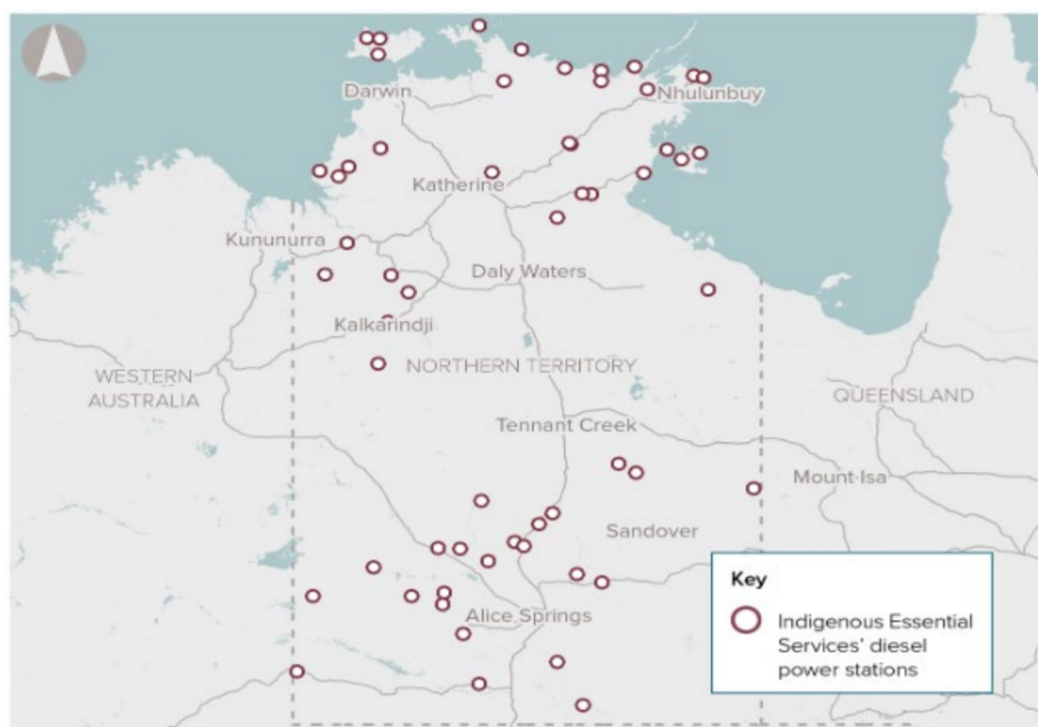 Darwin
Nhulunbuy
Katherine
Kununurra
Daly Waters
Kalkarindji
NORTHERN TERRITORY
WESTERN
AUSTRALIA
QUEENSLAND
Tennant Creek
Mount Isa
Sandover
Key
Alice Springs
Indigenous Essential
Services' diesel
power stations